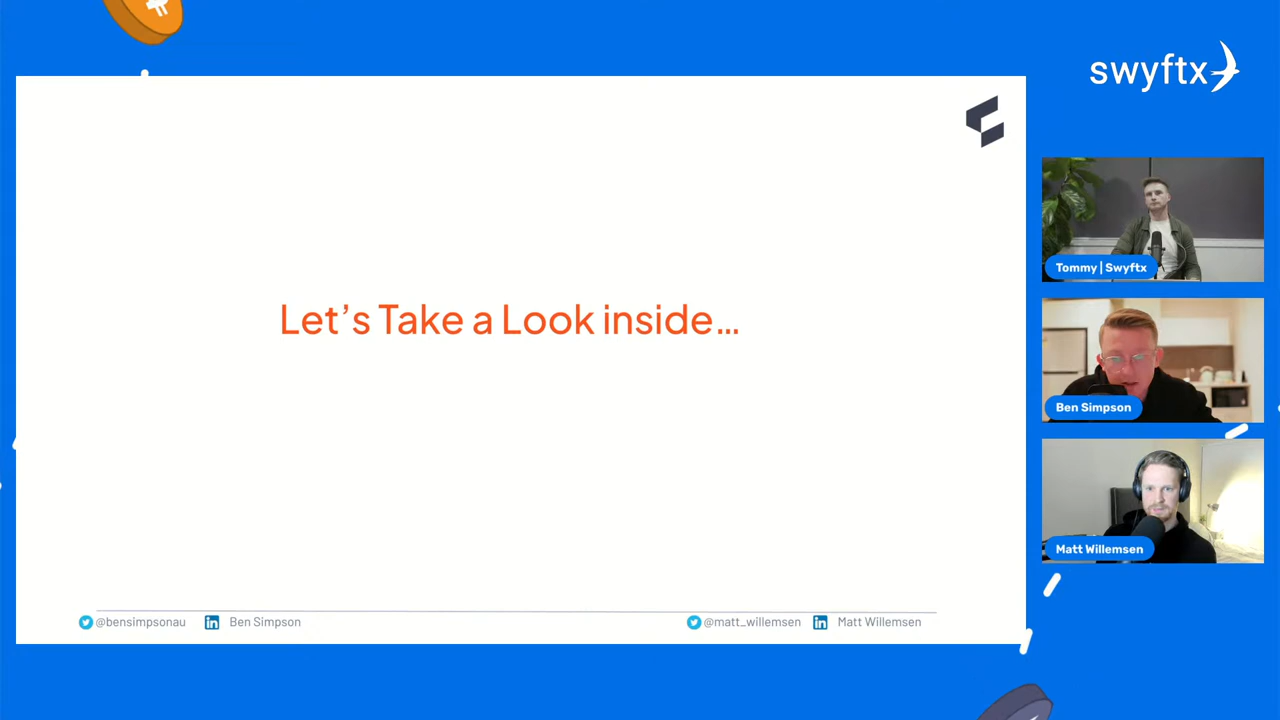 swyftx
Let’s Take a Look inside...
Tommy | Swyftx
Ben Simpson
Matt Willemsen
@bensimpsonau Ben Simpson
@matt_willemsen Matt Willemsen